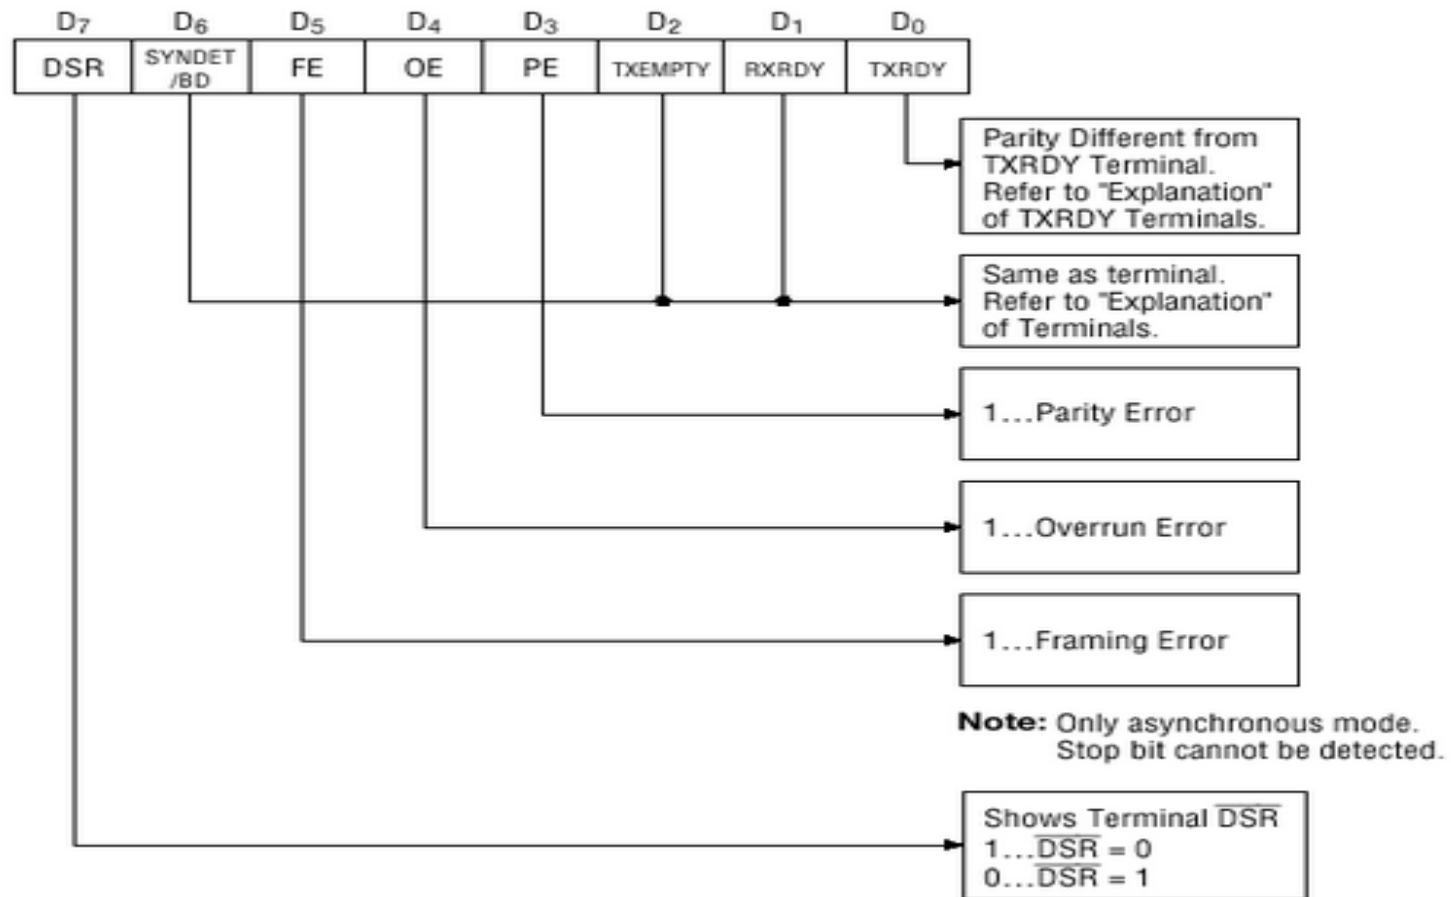 D7 D6 D5 D4 D3 D2 D1 D0
DSR SYNDET /BD FE OE PE TXEMPTY RXRDY TXRDY
Parity Different from
TXRDY Terminal.
Refer to "Explanation"
of TXRDY Terminals.
Same as terminal.
Refer to "Explanation"
of Terminals.
1...Parity Error
1...Overrun Error
1...Framing Error
Note: Only asynchronous mode.
Stop bit cannot be detected.
Shows Terminal D̅S̅R̅
1...D̅S̅R̅ = 0
0...D̅S̅R̅ = 1